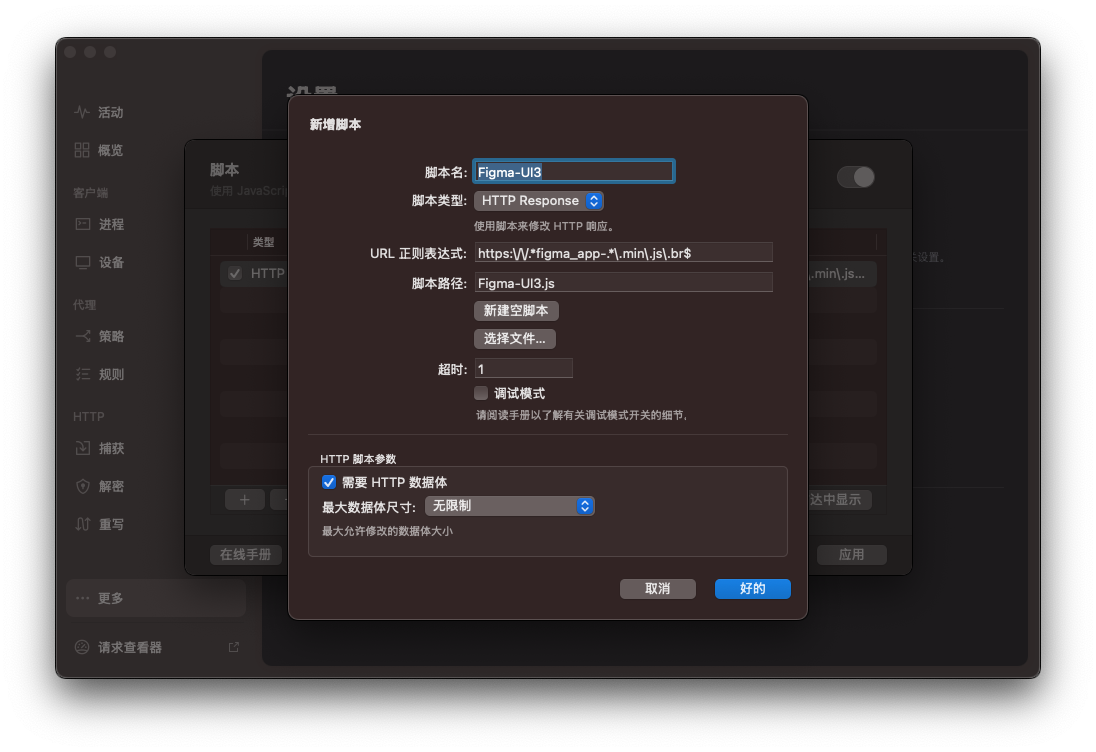 设置
活动
概览
客户端
进程
设备
代理
策略
规则
HTTP
捕获
解密
重写
更多
请求查看器
脚本
使用 JavaScri
类型
HTTP
.min\.js...
关设置。
达中显示
在线手册
应用
新增脚本
脚本名: Figma-UI3
脚本类型: HTTP Response
使用脚本来修改 HTTP 响应。
URL 正则表达式: https:\/\/.*figma_app-.*\.min\.js\.br$
脚本路径: Figma-UI3.js
新建空脚本
选择文件...
超时: 1
调试模式
请阅读手册以了解有关调试模式开关的细节。
HTTP 脚本参数
需要 HTTP 数据体
最大数据体尺寸: 无限制
最大允许修改的数据体大小
取消
好的